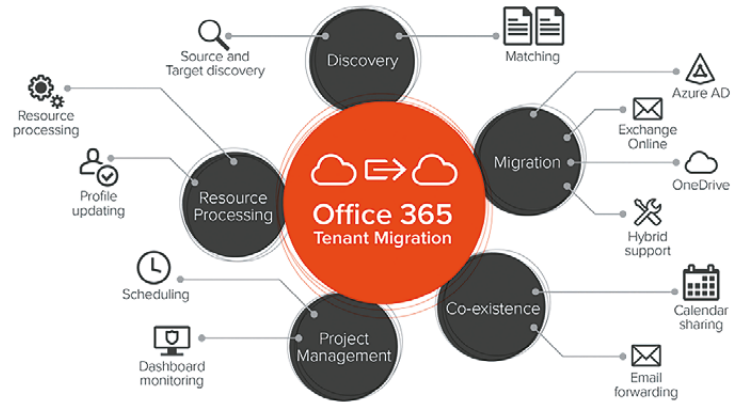 Discovery
Source and
Target discovery
Matching
Azure AD
Exchange
Online
Migration
OneDrive
Hybrid
support
Resource
processing
Profile
updating
Resource
Processing
Office 365
Tenant Migration
Scheduling
Dashboard
monitoring
Project
Management
Co-existence
Calendar
sharing
Email
forwarding